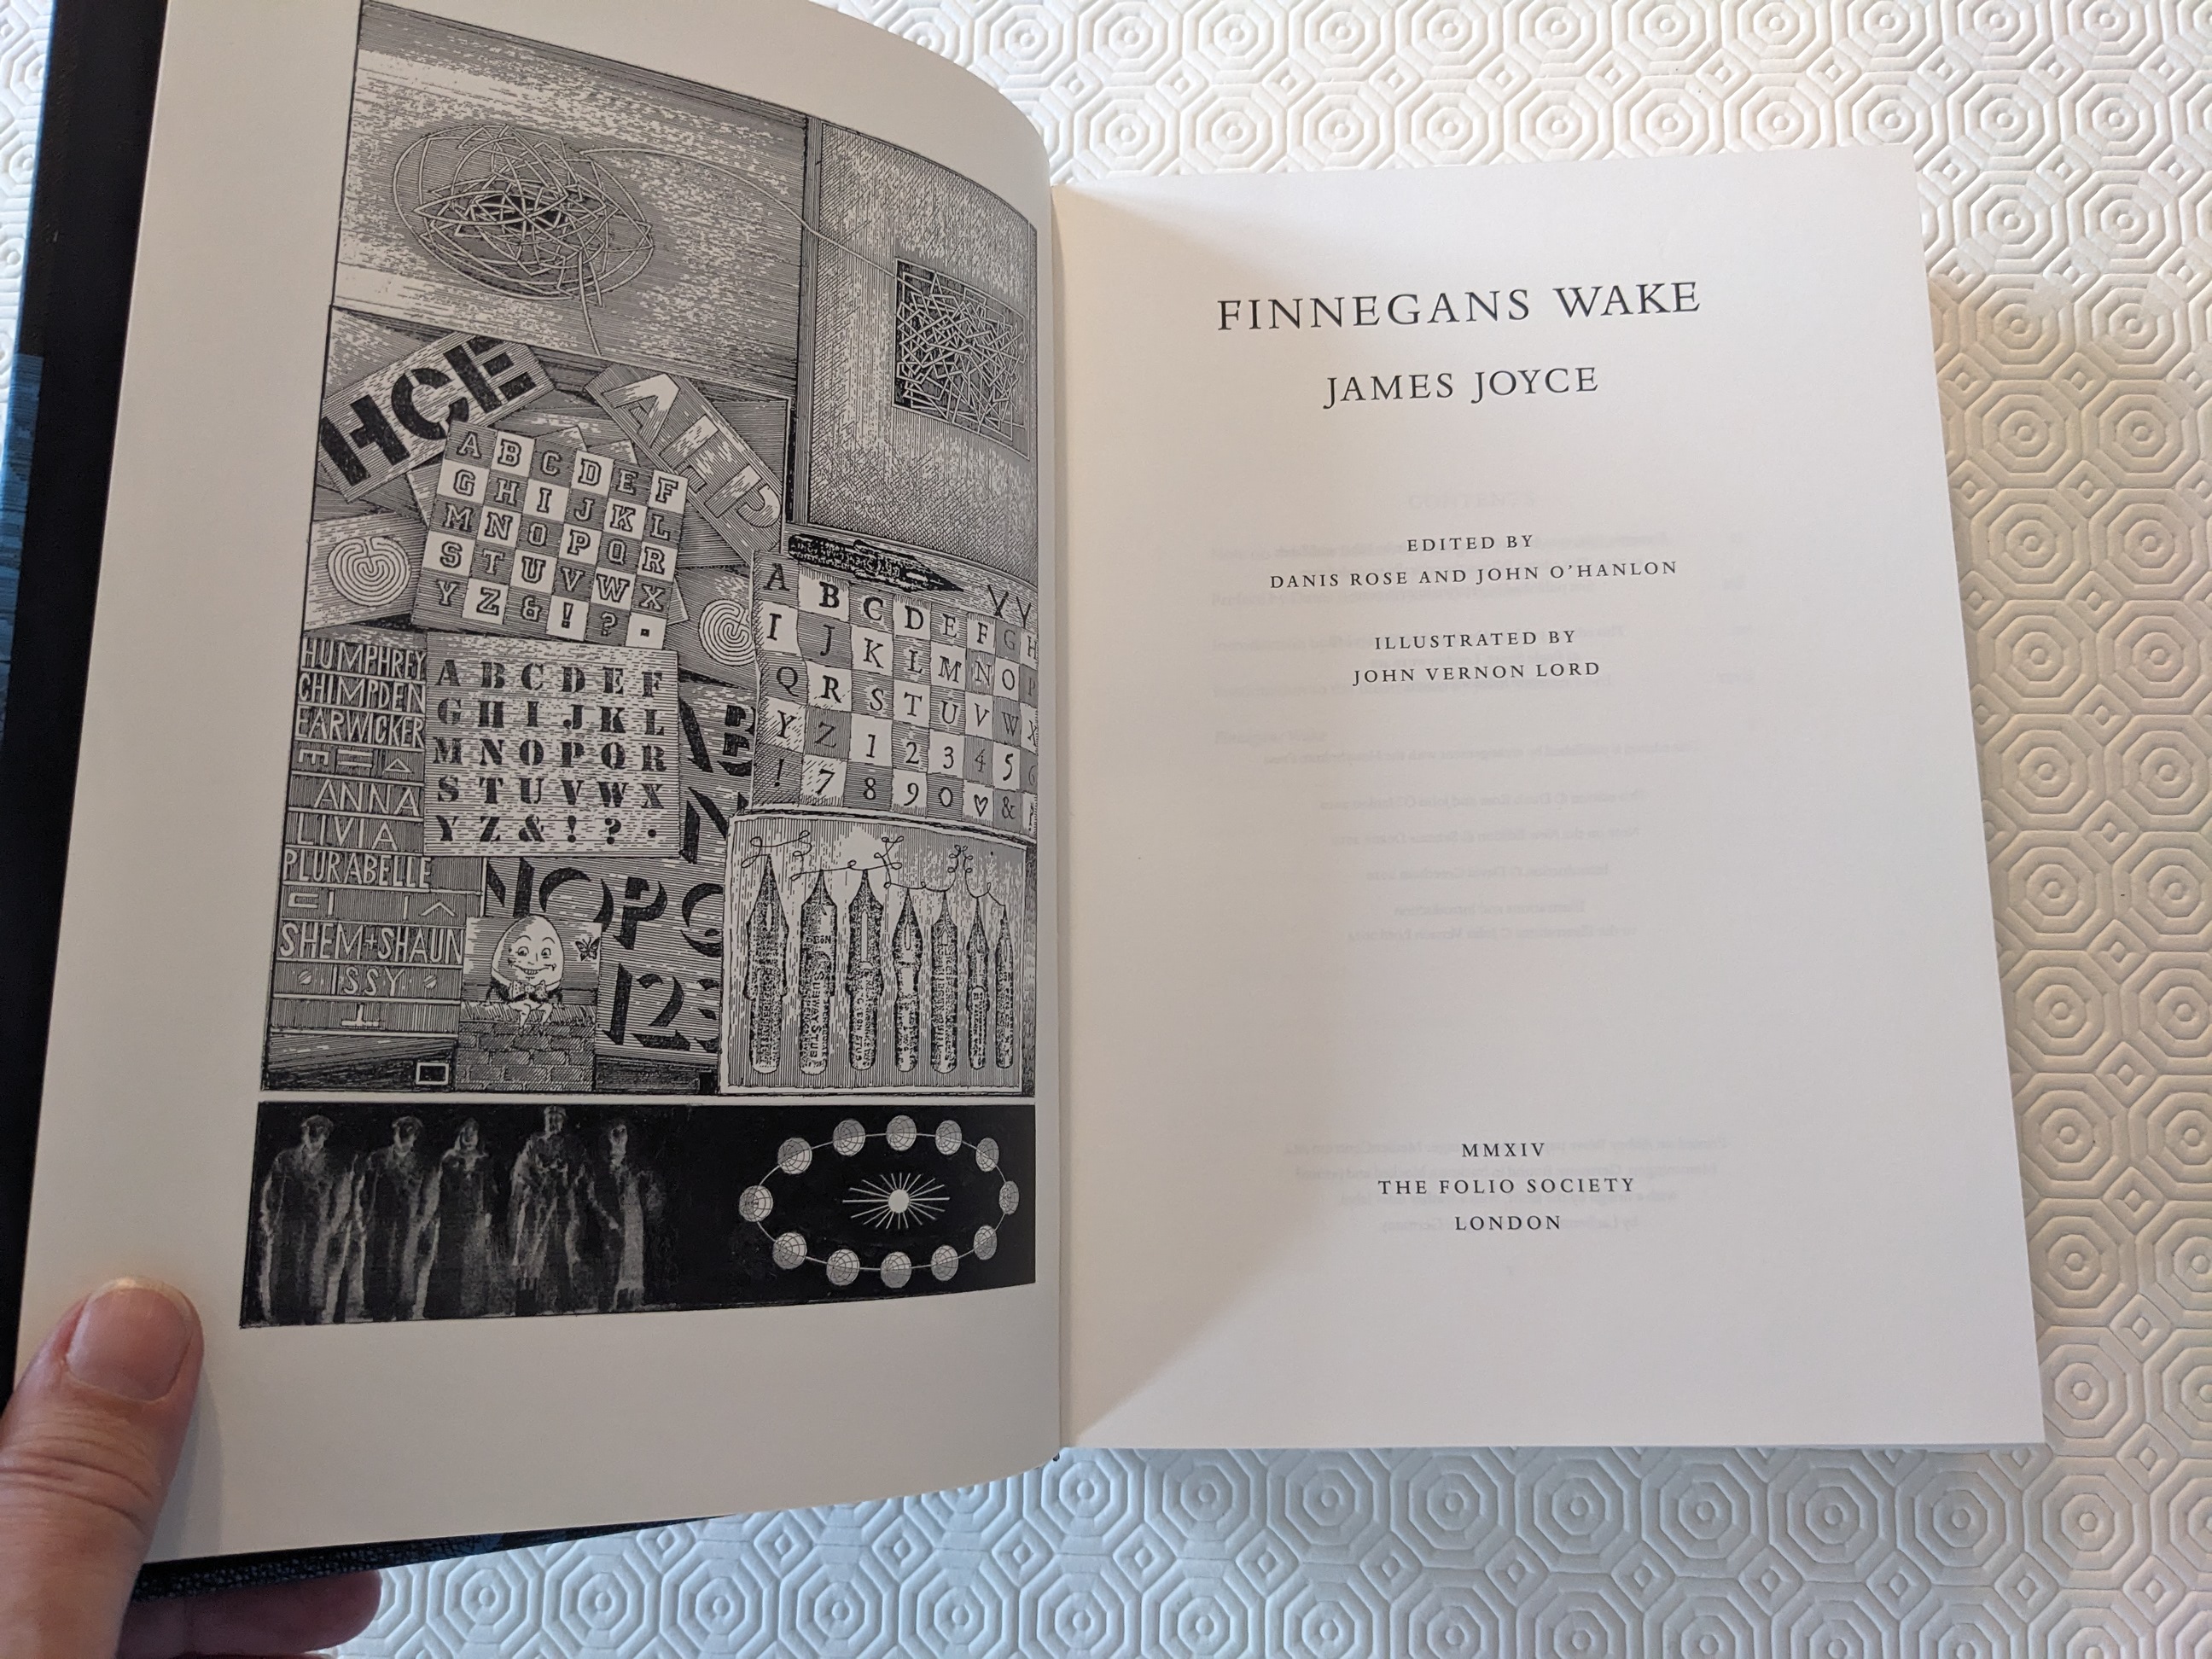 HCE
ALP
A B C D E F
G H I J K L
M N O P Q R
S T U V W X
Y Z & ! ? .
HUMPHREY
CHIMPDEN
EARWICKER
ANNA
LIVIA
PLURABELLE
SHEM+SHAUN
ISSY
A B C D E F
G H I J K L
M N O P Q R
S T U V W X
Y Z & ! ? .
AB
N
NOPQ
123
A B C D E F G H
I J K L M N O P
Q R S T U V W X
Y Z 1 2 3 4 5 6
! 7 8 9 0 ♡ &
FINNEGANS WAKE
JAMES JOYCE
EDITED BY
DANIS ROSE AND JOHN O'HANLON
ILLUSTRATED BY
JOHN VERNON LORD
MMXIV
THE FOLIO SOCIETY
LONDON